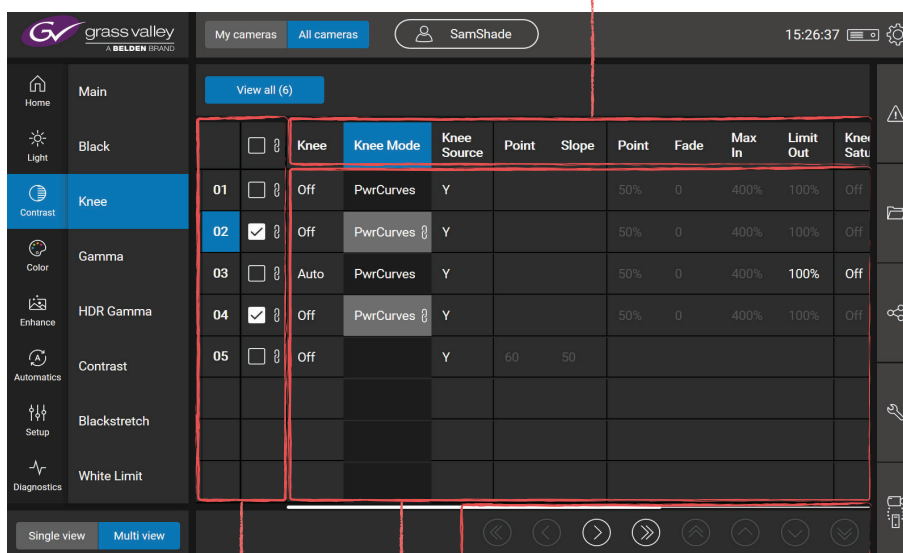 grass valley
A BELDEN BRAND
My cameras All cameras SamShade 15:26:37
Home
Light
Contrast
Color
Enhance
Automatics
Setup
Diagnostics
Main
Black
Knee
Gamma
HDR Gamma
Contrast
Blackstretch
White Limit
View all (6)
Knee Knee Mode Knee Source Point Slope Point Fade Max In Limit Out Knee Satu
01 Off PwrCurves Y 50% 0 400% 100% Off
02 Off PwrCurves Y 50% 0 400% 100% Off
03 Auto PwrCurves Y 50% 0 400% 100% Off
04 Off PwrCurves Y 50% 0 400% 100% Off
05 Off Y 60 50
Single view Multi view